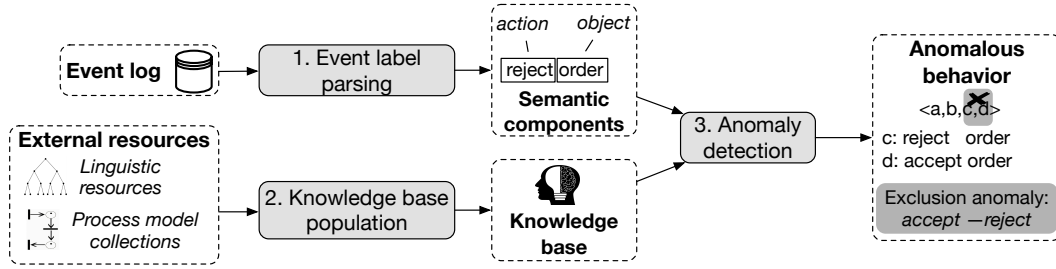 Event log
1. Event label
parsing
action object
reject order
Semantic
components
External resources
Linguistic
resources
Process model
collections
2. Knowledge base
population
Knowledge
base
3. Anomaly
detection
Anomalous
behavior
<a,b,c,d>
c: reject order
d: accept order
Exclusion anomaly:
accept —reject